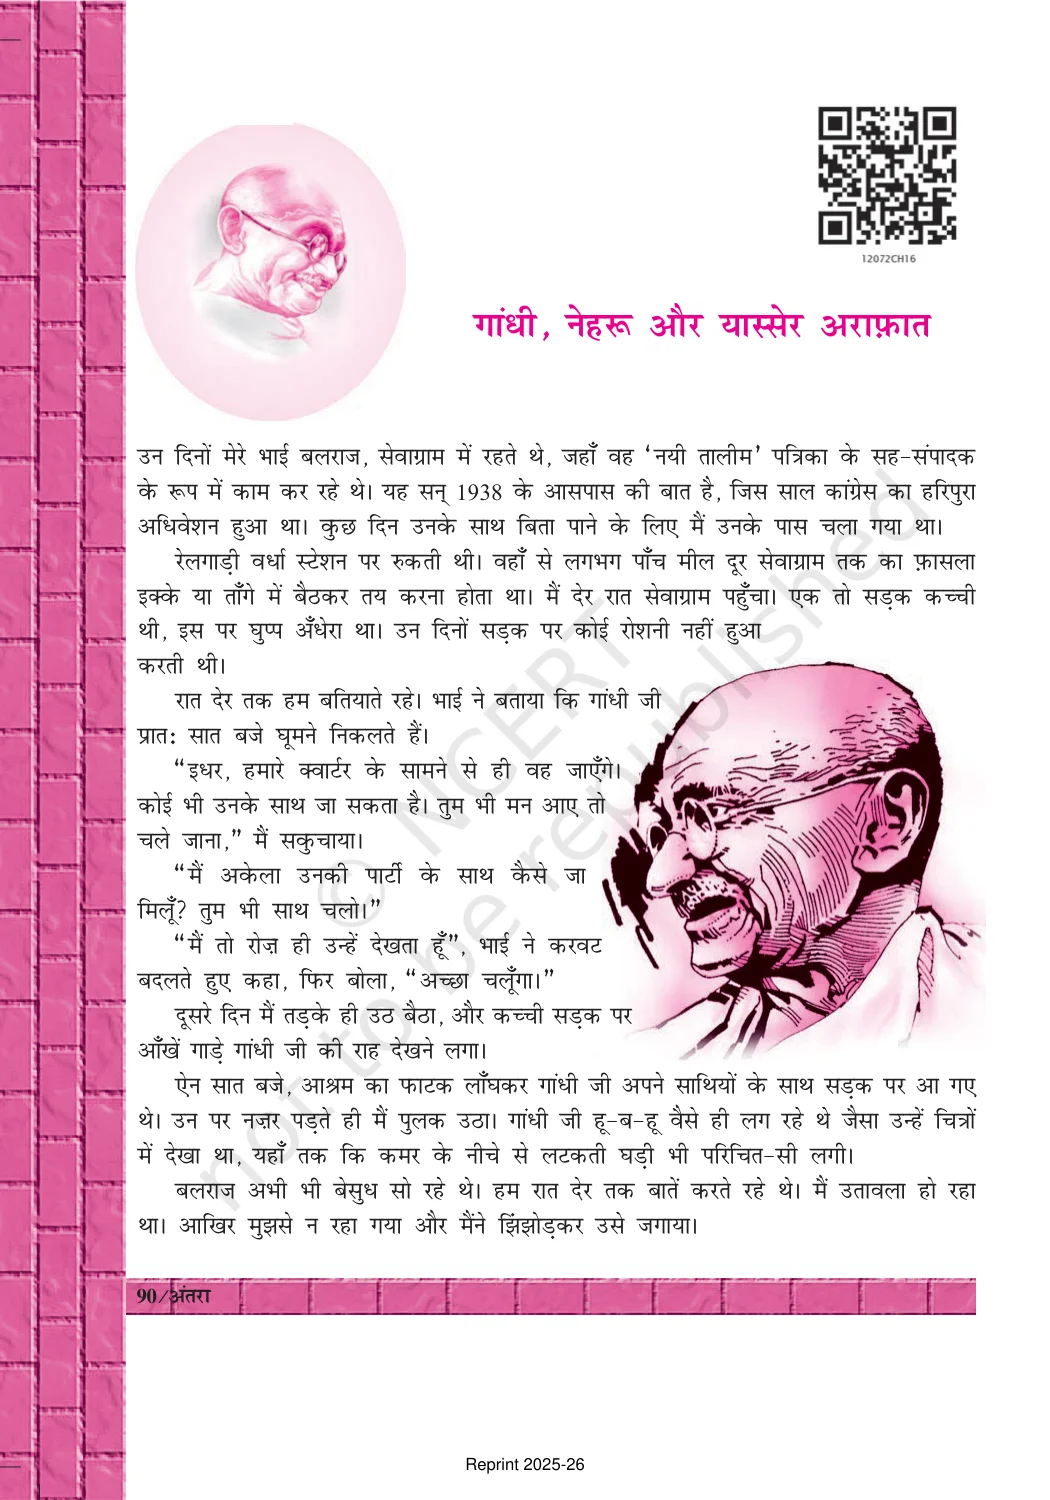 12072CH16
गांधी, नेहरू और यास्सेर अराफ़ात
उन दिनों मेरे भाई बलराज, सेवाग्राम में रहते थे, जहाँ वह ‘नयी तालीम’ पत्रिका के सह-संपादक
के रूप में काम कर रहे थे। यह सन् 1938 के आसपास की बात है, जिस साल कांग्रेस का हरिपुरा
अधिवेशन हुआ था। कुछ दिन उनके साथ बिता पाने के लिए मैं उनके पास चला गया था।
रेलगाड़ी वर्धा स्टेशन पर रुकती थी। वहाँ से लगभग पाँच मील दूर सेवाग्राम तक का फ़ासला
इक्के या ताँगे में बैठकर तय करना होता था। मैं देर रात सेवाग्राम पहुँचा। एक तो सड़क कच्ची
थी, इस पर घुप्प अँधेरा था। उन दिनों सड़क पर कोई रोशनी नहीं हुआ
करती थी।
रात देर तक हम बतियाते रहे। भाई ने बताया कि गांधी जी
प्रातः सात बजे घूमने निकलते हैं।
“इधर, हमारे क्वार्टर के सामने से ही वह जाएँगे।
कोई भी उनके साथ जा सकता है। तुम भी मन आए तो
चले जाना,” मैं सकुचाया।
“मैं अकेला उनकी पार्टी के साथ कैसे जा
मिलूँ? तुम भी साथ चलो।”
“मैं तो रोज़ ही उन्हें देखता हूँ”, भाई ने करवट
बदलते हुए कहा, फिर बोला, “अच्छा चलूँगा।”
दूसरे दिन मैं तड़के ही उठ बैठा, और कच्ची सड़क पर
आँखें गाड़े गांधी जी की राह देखने लगा।
ऐन सात बजे, आश्रम का फाटक लाँघकर गांधी जी अपने साथियों के साथ सड़क पर आ गए
थे। उन पर नज़र पड़ते ही मैं पुलक उठा। गांधी जी हू-ब-हू वैसे ही लग रहे थे जैसा उन्हें चित्रों
में देखा था, यहाँ तक कि कमर के नीचे से लटकती घड़ी भी परिचित-सी लगी।
बलराज अभी भी बेसुध सो रहे थे। हम रात देर तक बातें करते रहे थे। मैं उतावला हो रहा
था। आखिर मुझसे न रहा गया और मैंने झिंझोड़कर उसे जगाया।
90/अंतरा
© NCERT
not to be republished
Reprint 2025-26